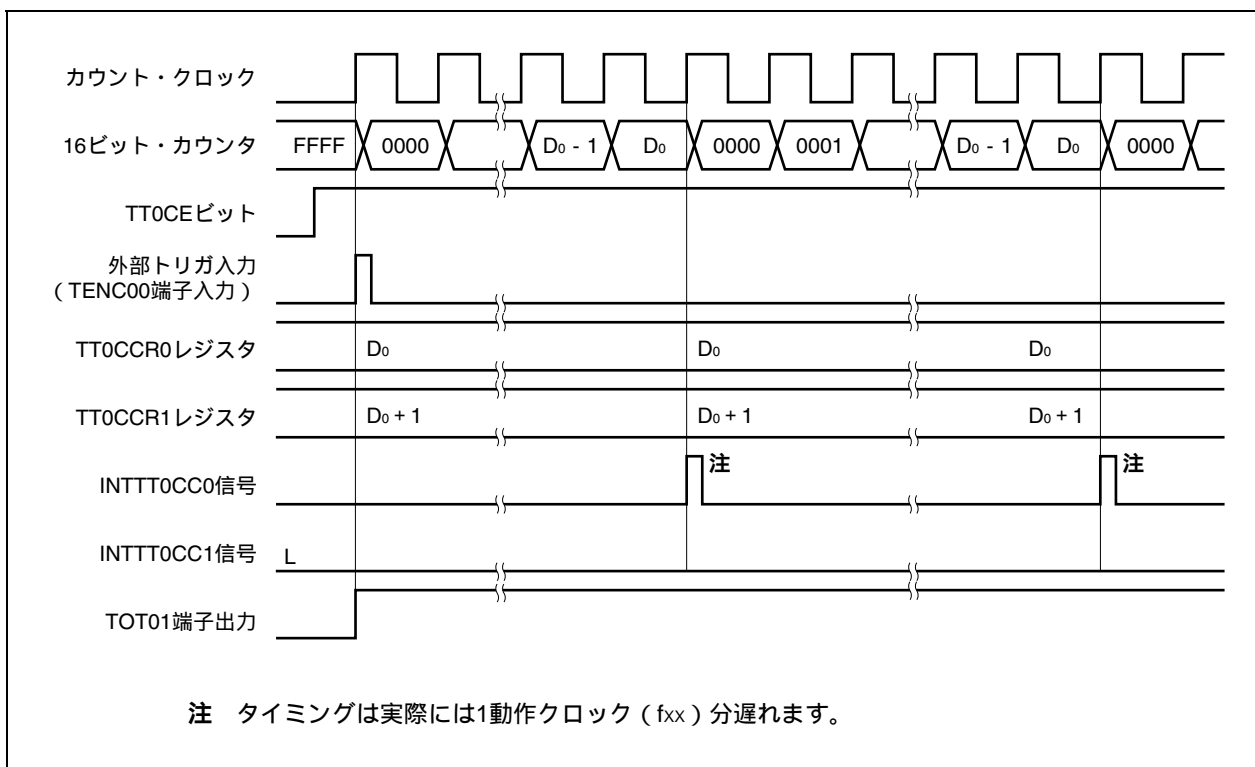 カウント・クロック
16ビット・カウンタ FFFF 0000 D0 - 1 D0 0000 0001 D0 - 1 D0 0000
TT0CEビット
外部トリガ入力
(TENC00端子入力)
TT0CCR0レジスタ D0 D0 D0
TT0CCR1レジスタ D0 + 1 D0 + 1 D0 + 1
INTTT0CC0信号 注 注
INTTT0CC1信号 L
TOT01端子出力
注 タイミングは実際には1動作クロック(fxx)分遅れます。